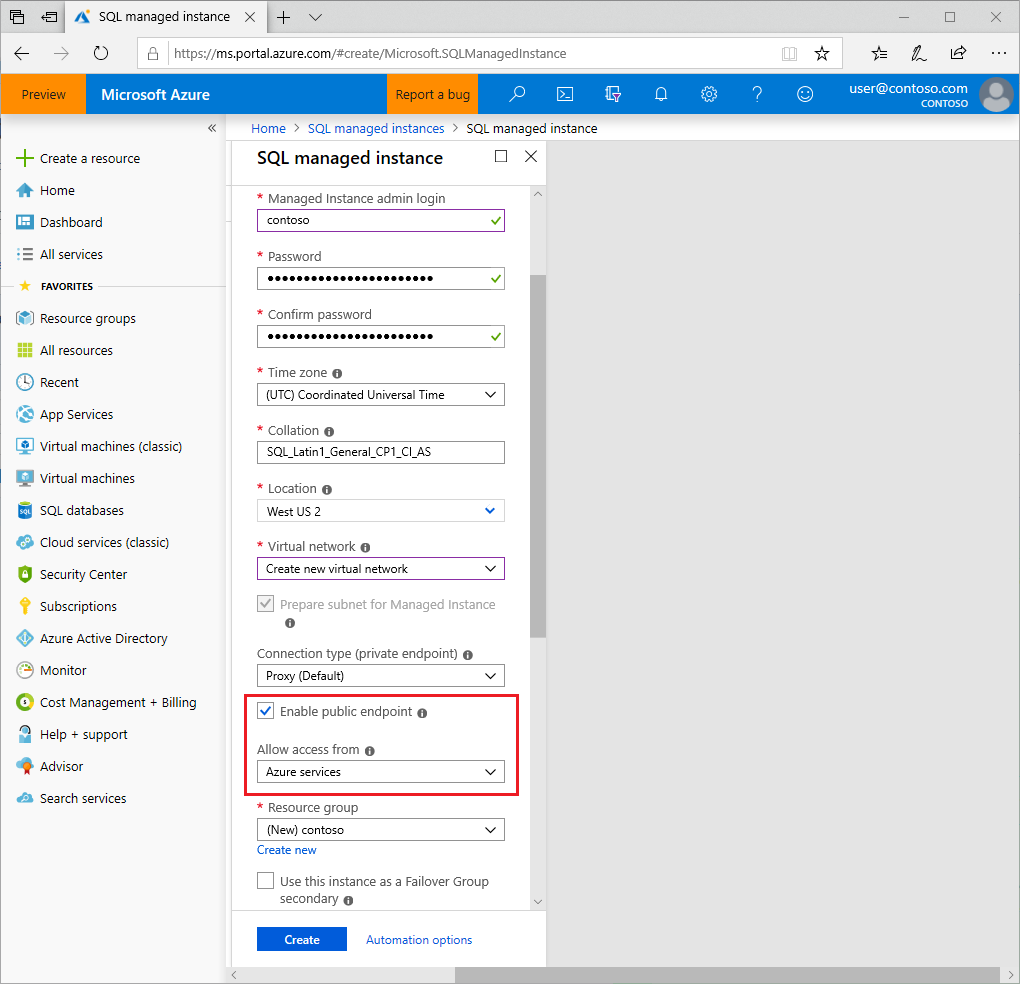 SQL managed instance
https://ms.portal.azure.com/#create/Microsoft.SQLManagedInstance
Preview
Microsoft Azure
Report a bug
user@contoso.com
CONTOSO
Create a resource
Home
Dashboard
All services
FAVORITES
Resource groups
All resources
Recent
App Services
Virtual machines (classic)
Virtual machines
SQL databases
Cloud services (classic)
Security Center
Subscriptions
Azure Active Directory
Monitor
Cost Management + Billing
Help + support
Advisor
Search services
Home > SQL managed instances > SQL managed instance
SQL managed instance
* Managed Instance admin login
contoso
* Password
* Confirm password
* Time zone
(UTC) Coordinated Universal Time
* Collation
SQL_Latin1_General_CP1_CI_AS
* Location
West US 2
* Virtual network
Create new virtual network
Prepare subnet for Managed Instance
Connection type (private endpoint)
Proxy (Default)
Enable public endpoint
Allow access from
Azure services
* Resource group
(New) contoso
Create new
Use this instance as a Failover Group
secondary
Create
Automation options